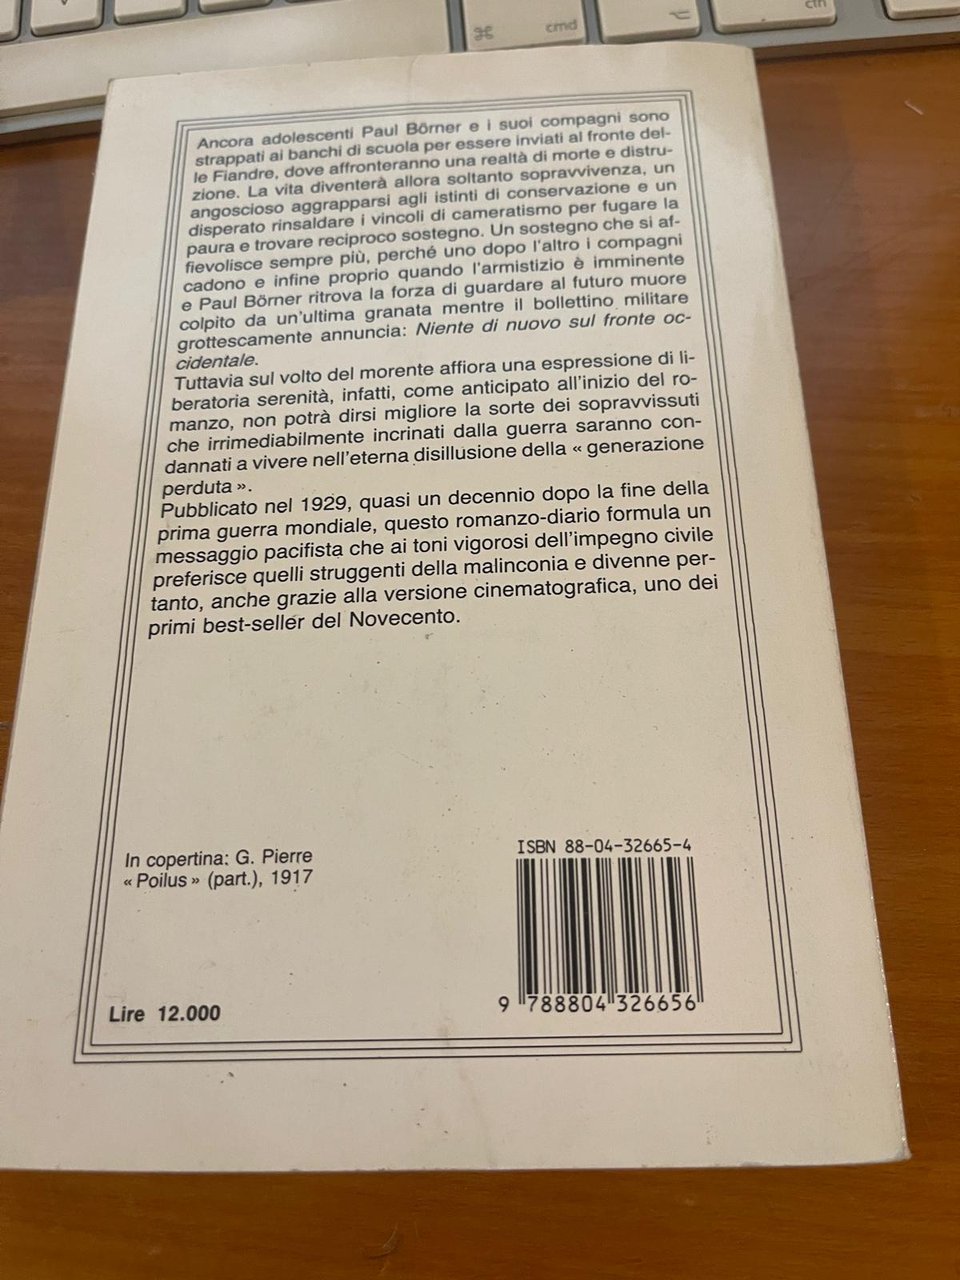 cmd
ctrl
Ancora adolescenti Paul Börner e i suoi compagni sono
strappati ai banchi di scuola per essere inviati al fronte del-
le Fiandre, dove affronteranno una realtà di morte e distru-
zione. La vita diventerà allora soltanto sopravvivenza, un
angoscioso aggrapparsi agli istinti di conservazione e un
disperato rinsaldare i vincoli di cameratismo per fugare la
paura e trovare reciproco sostegno. Un sostegno che si af-
fievolisce sempre più, perché uno dopo l'altro i compagni
cadono e infine proprio quando l'armistizio è imminente
e Paul Börner ritrova la forza di guardare al futuro muore
colpito da un'ultima granata mentre il bollettino militare
grottescamente annuncia: Niente di nuovo sul fronte oc-
cidentale.
Tuttavia sul volto del morente affiora una espressione di li-
beratoria serenità, infatti, come anticipato all'inizio del ro-
manzo, non potrà dirsi migliore la sorte dei sopravvissuti
che irrimediabilmente incrinati dalla guerra saranno con-
dannati a vivere nell'eterna disillusione della « generazione
perduta ».
Pubblicato nel 1929, quasi un decennio dopo la fine della
prima guerra mondiale, questo romanzo-diario formula un
messaggio pacifista che ai toni vigorosi dell'impegno civile
preferisce quelli struggenti della malinconia e divenne per-
tanto, anche grazie alla versione cinematografica, uno dei
primi best-seller del Novecento.
In copertina: G. Pierre
« Poilus » (part.), 1917
ISBN 88-04-32665-4
9 788804 326656
Lire 12.000